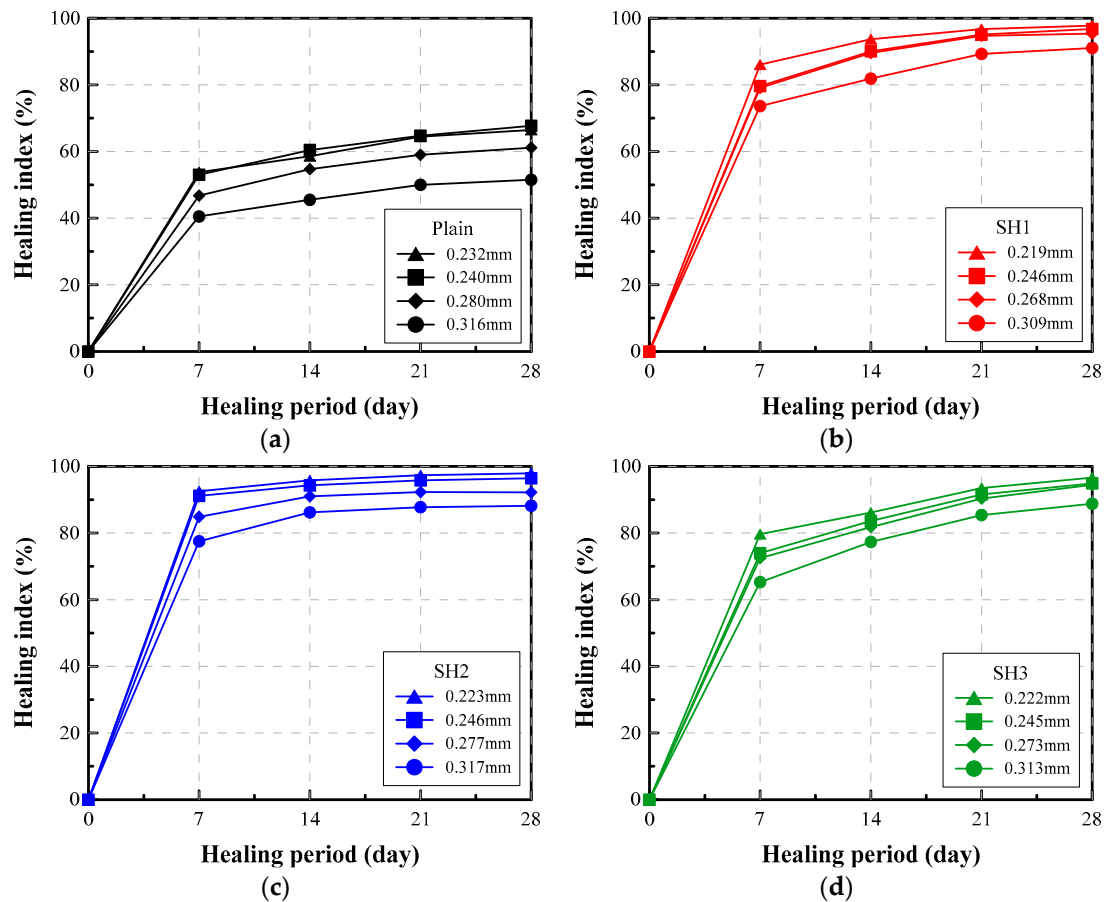 Healing index (%)
100
80
60
40
20
0
Plain
0.232mm
0.240mm
0.280mm
0.316mm
0 7 14 21 28
Healing period (day)
(a)
Healing index (%)
100
80
60
40
20
0
SH1
0.219mm
0.246mm
0.268mm
0.309mm
0 7 14 21 28
Healing period (day)
(b)
Healing index (%)
100
80
60
40
20
0
SH2
0.223mm
0.246mm
0.277mm
0.317mm
0 7 14 21 28
Healing period (day)
(c)
Healing index (%)
100
80
60
40
20
0
SH3
0.222mm
0.245mm
0.273mm
0.313mm
0 7 14 21 28
Healing period (day)
(d)